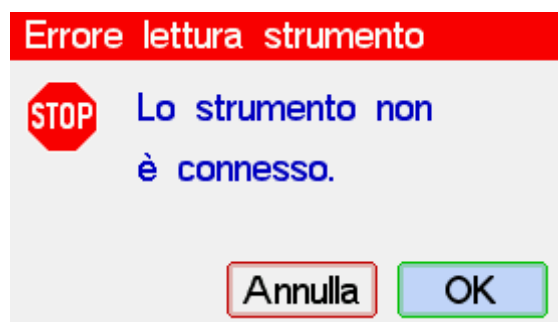 Errore lettura strumento
STOP
Lo strumento non
è connesso.
Annulla
OK